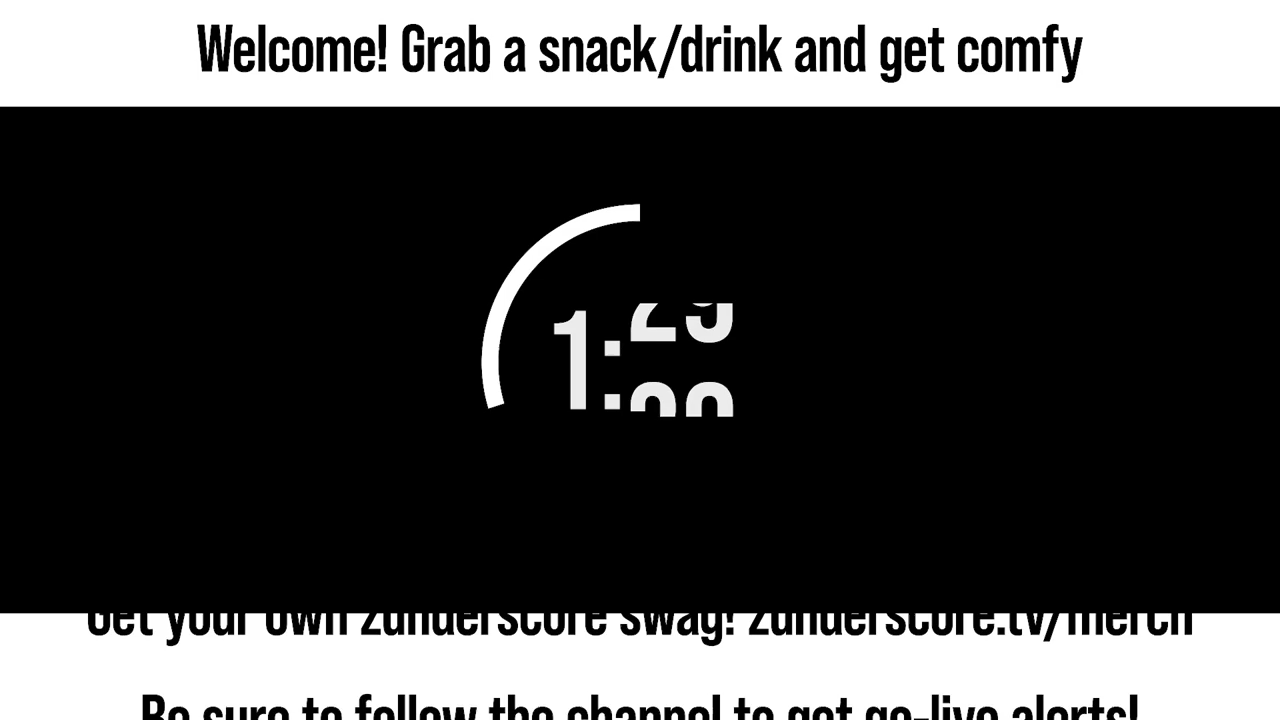 Welcome! Grab a snack/drink and get comfy
1:
Get your own zunderscore swag! zunderscore.tv/merch
Be sure to follow the channel to get go-live alerts!